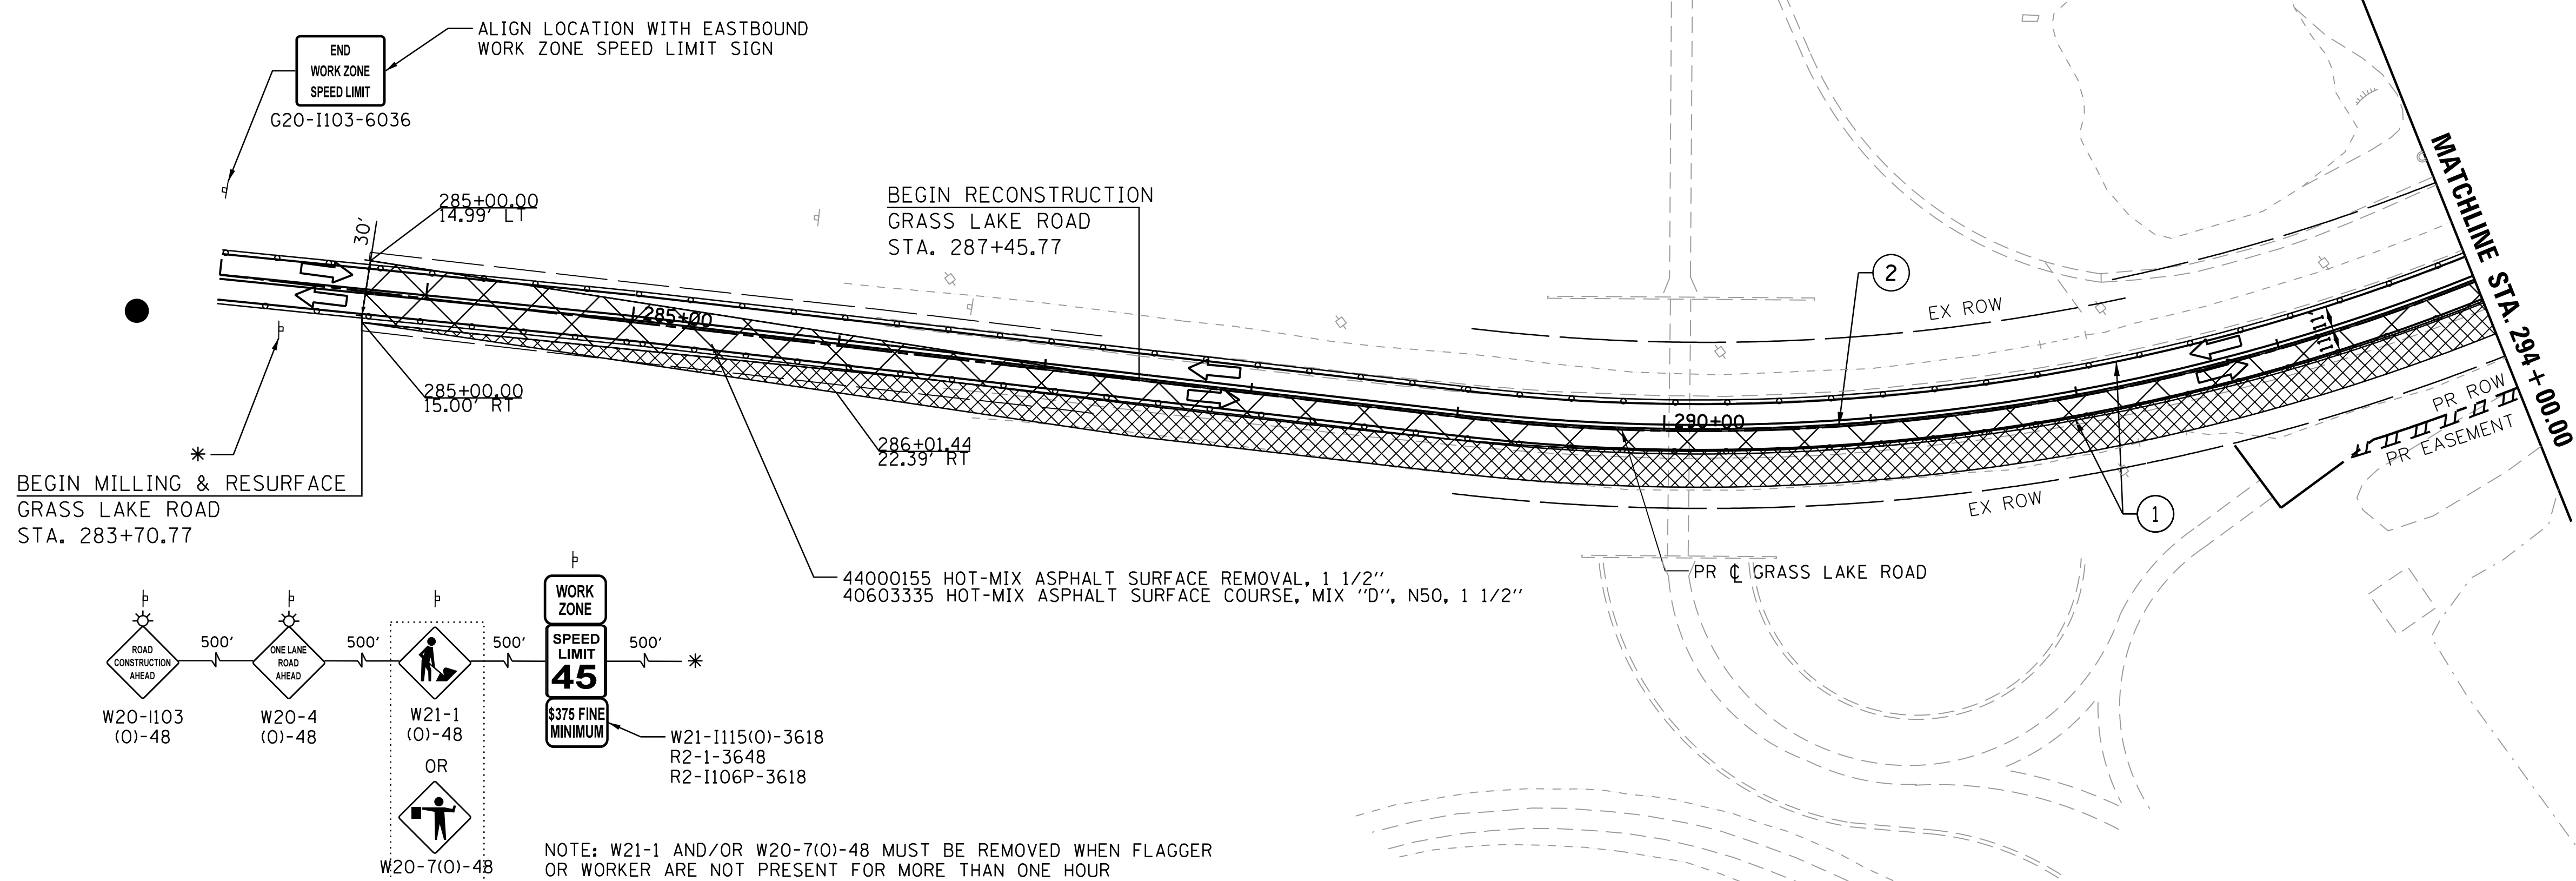 END
WORK ZONE
SPEED LIMIT
G20-I103-6036
ALIGN LOCATION WITH EASTBOUND
WORK ZONE SPEED LIMIT SIGN
30'
285+00.00
14.99' LT
BEGIN RECONSTRUCTION
GRASS LAKE ROAD
STA. 287+45.77
2
EX ROW
MATCHLINE STA. 294+00.00
285+00
290+00
11'
11'
285+00.00
15.00' RT
286+01.44
22.39' RT
PR ROW
PR EASEMENT
EX ROW
1
*
BEGIN MILLING & RESURFACE
GRASS LAKE ROAD
STA. 283+70.77
44000155 HOT-MIX ASPHALT SURFACE REMOVAL, 1 1/2"
40603335 HOT-MIX ASPHALT SURFACE COURSE, MIX "D", N50, 1 1/2"
PR ℄ GRASS LAKE ROAD
ROAD
CONSTRUCTION
AHEAD
W20-I103
(O)-48
500'
ONE LANE
ROAD
AHEAD
W20-4
(O)-48
500'
W21-1
(O)-48
OR
W20-7(O)-48
500'
WORK
ZONE
SPEED
LIMIT
45
$375 FINE
MINIMUM
500'
*
W21-I115(O)-3618
R2-1-3648
R2-I106P-3618
NOTE: W21-1 AND/OR W20-7(O)-48 MUST BE REMOVED WHEN FLAGGER
OR WORKER ARE NOT PRESENT FOR MORE THAN ONE HOUR